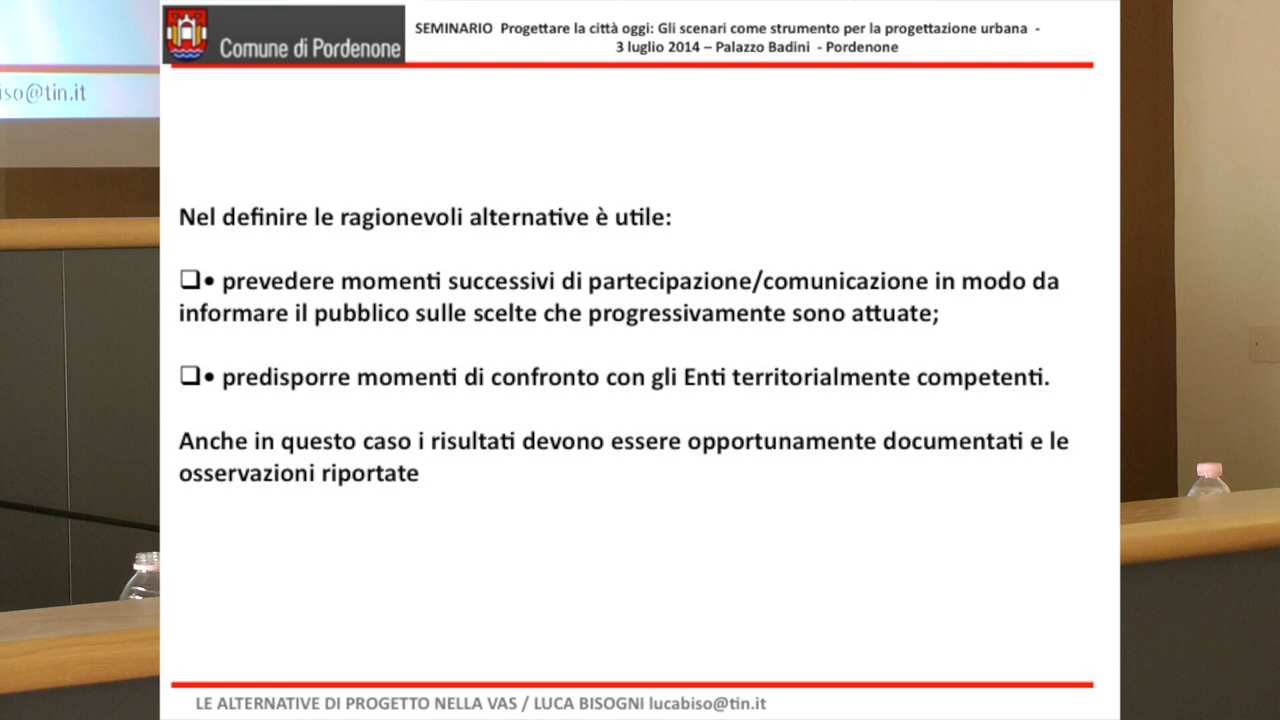 Comune di Pordenone
SEMINARIO Progettare la città oggi: Gli scenari come strumento per la progettazione urbana -
3 luglio 2014 – Palazzo Badini - Pordenone
iso@tin.it
Nel definire le ragionevoli alternative è utile:
❑• prevedere momenti successivi di partecipazione/comunicazione in modo da
informare il pubblico sulle scelte che progressivamente sono attuate;
❑• predisporre momenti di confronto con gli Enti territorialmente competenti.
Anche in questo caso i risultati devono essere opportunamente documentati e le
osservazioni riportate
LE ALTERNATIVE DI PROGETTO NELLA VAS / LUCA BISOGNI lucabiso@tin.it